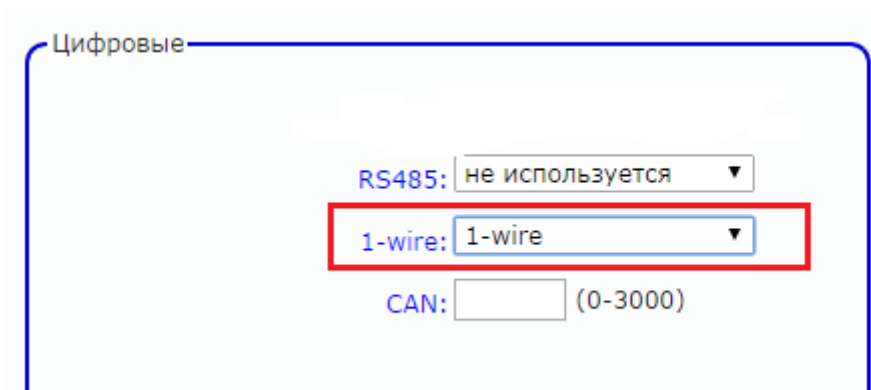 Цифровые
RS485: не используется
1-wire: 1-wire
CAN: (0-3000)